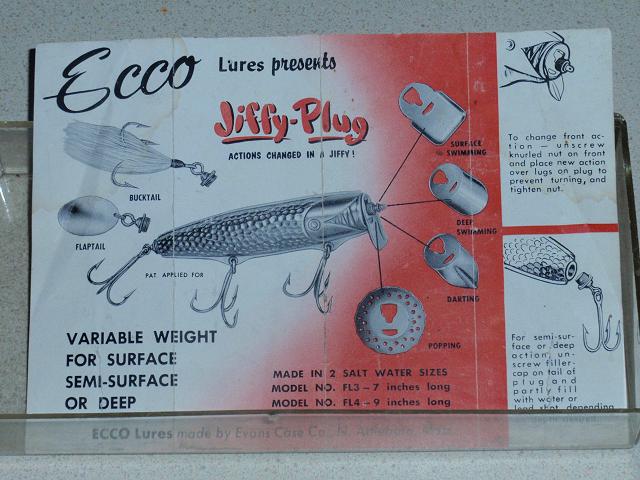 Ecco Lures presents
Jiffy-Plug
ACTIONS CHANGED IN A JIFFY!
BUCKTAIL
FLAPTAIL
PAT. APPLIED FOR
SURFACE
SWIMMING
DEEP
SWIMMING
DARTING
POPPING
VARIABLE WEIGHT
FOR SURFACE
SEMI-SURFACE
OR DEEP
MADE IN 2 SALT WATER SIZES
MODEL NO. FL3-7 inches long
MODEL NO. FL4-9 inches long
ECCO Lures made by Evans Case Co., N. Attleboro, Mass.
To change front ac-
tion — unscrew
knurled nut on front
and place new action
over lugs on plug to
prevent turning, and
tighten nut.
For semi-sur-
face or deep
action, un-
screw filler-
cap on tail of
plug and
partly fill
with water or
lead shot, depending